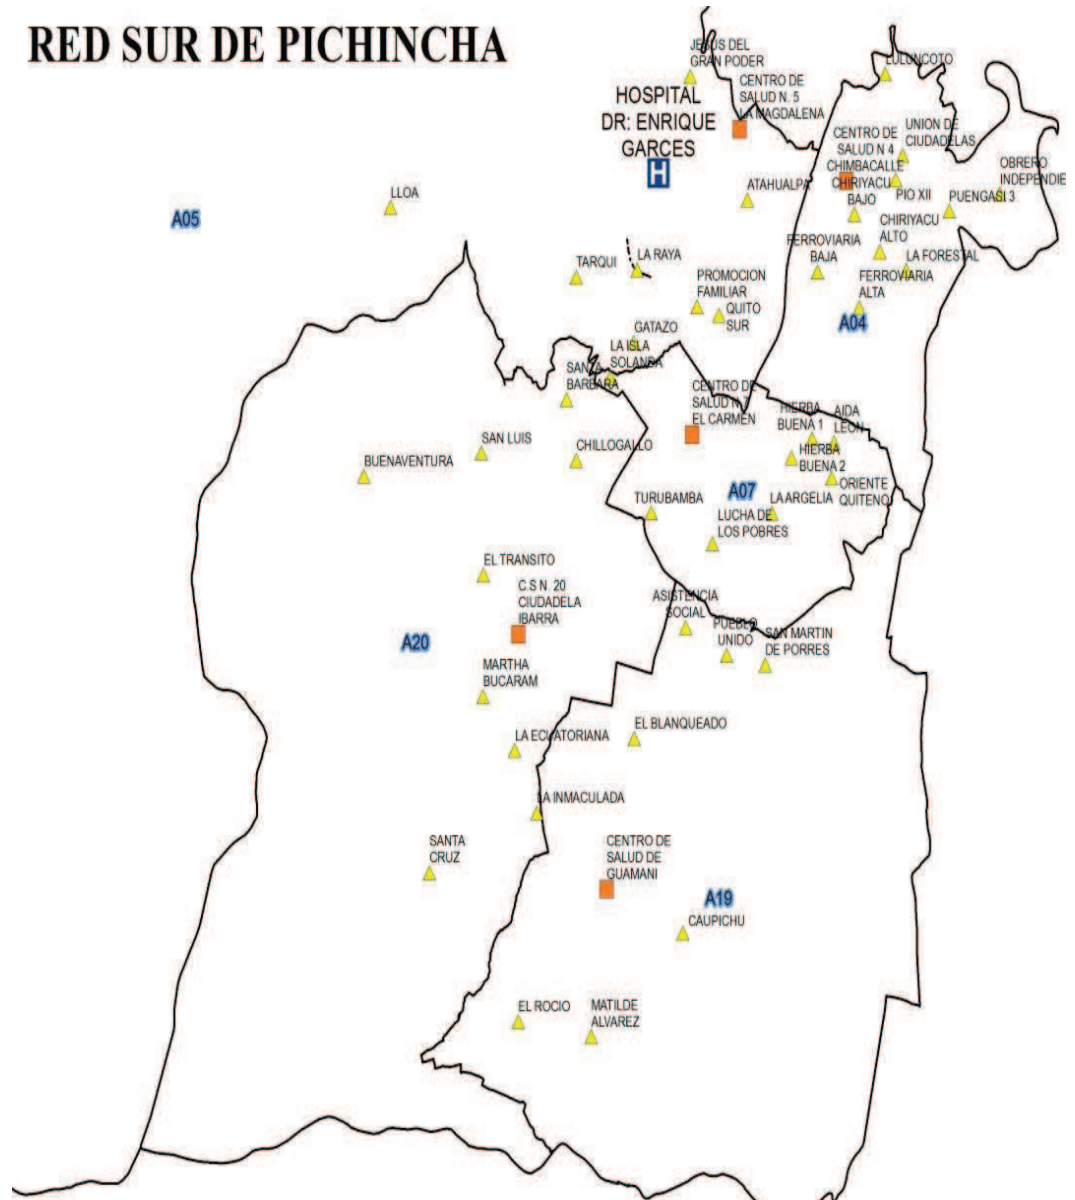 RED SUR DE PICHINCHA
JESUS DEL
GRAN PODER
CENTRO DE
SALUD N. 5
LA MAGDALENA
HOSPITAL
DR: ENRIQUE
GARCES
H
LULUNCOTO
UNION DE
CIUDADELAS
CENTRO DE
SALUD N 4
CHIMBACALLE
CHIRIYACU
BAJO
PIO XII
OBRERO
INDEPENDIE
PUENGASI 3
ATAHUALPA
LLOA
A05
CHIRIYACU
ALTO
FERROVIARIA
BAJA
LA FORESTAL
FERROVIARIA
ALTA
A04
TARQUI
LA RAYA
PROMOCION
FAMILIAR
QUITO
SUR
GATAZO
LA ISLA
SOLANDA
SANTA
BARBARA
CENTRO DE
SALUD N.7
EL CARMEN
HIERBA
BUENA 1
AIDA
LEON
HIERBA
BUENA 2
ORIENTE
QUITENO
SAN LUIS
CHILLOGALLO
BUENAVENTURA
A07
TURUBAMBA
LA ARGELIA
LUCHA DE
LOS POBRES
EL TRANSITO
C.S N. 20
CIUDADELA
IBARRA
ASISTENCIA
SOCIAL
PUEBLO
UNIDO
SAN MARTIN
DE PORRES
A20
MARTHA
BUCARAM
LA ECUATORIANA
EL BLANQUEADO
LA INMACULADA
SANTA
CRUZ
CENTRO DE
SALUD DE
GUAMANI
A19
CAUPICHU
EL ROCIO
MATILDE
ALVAREZ